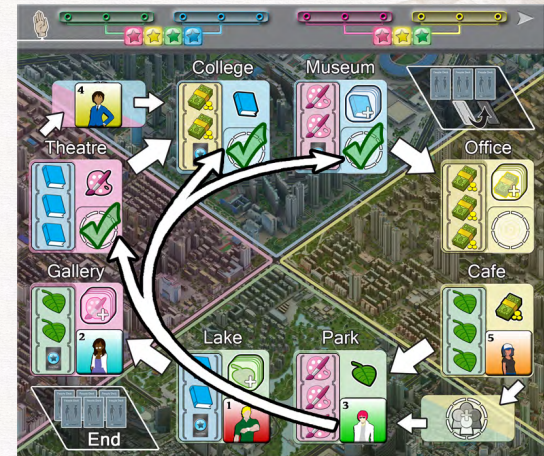 College
Museum
4
Theatre
Office
Gallery
Cafe
2
Lake
Park
5
1
3
End